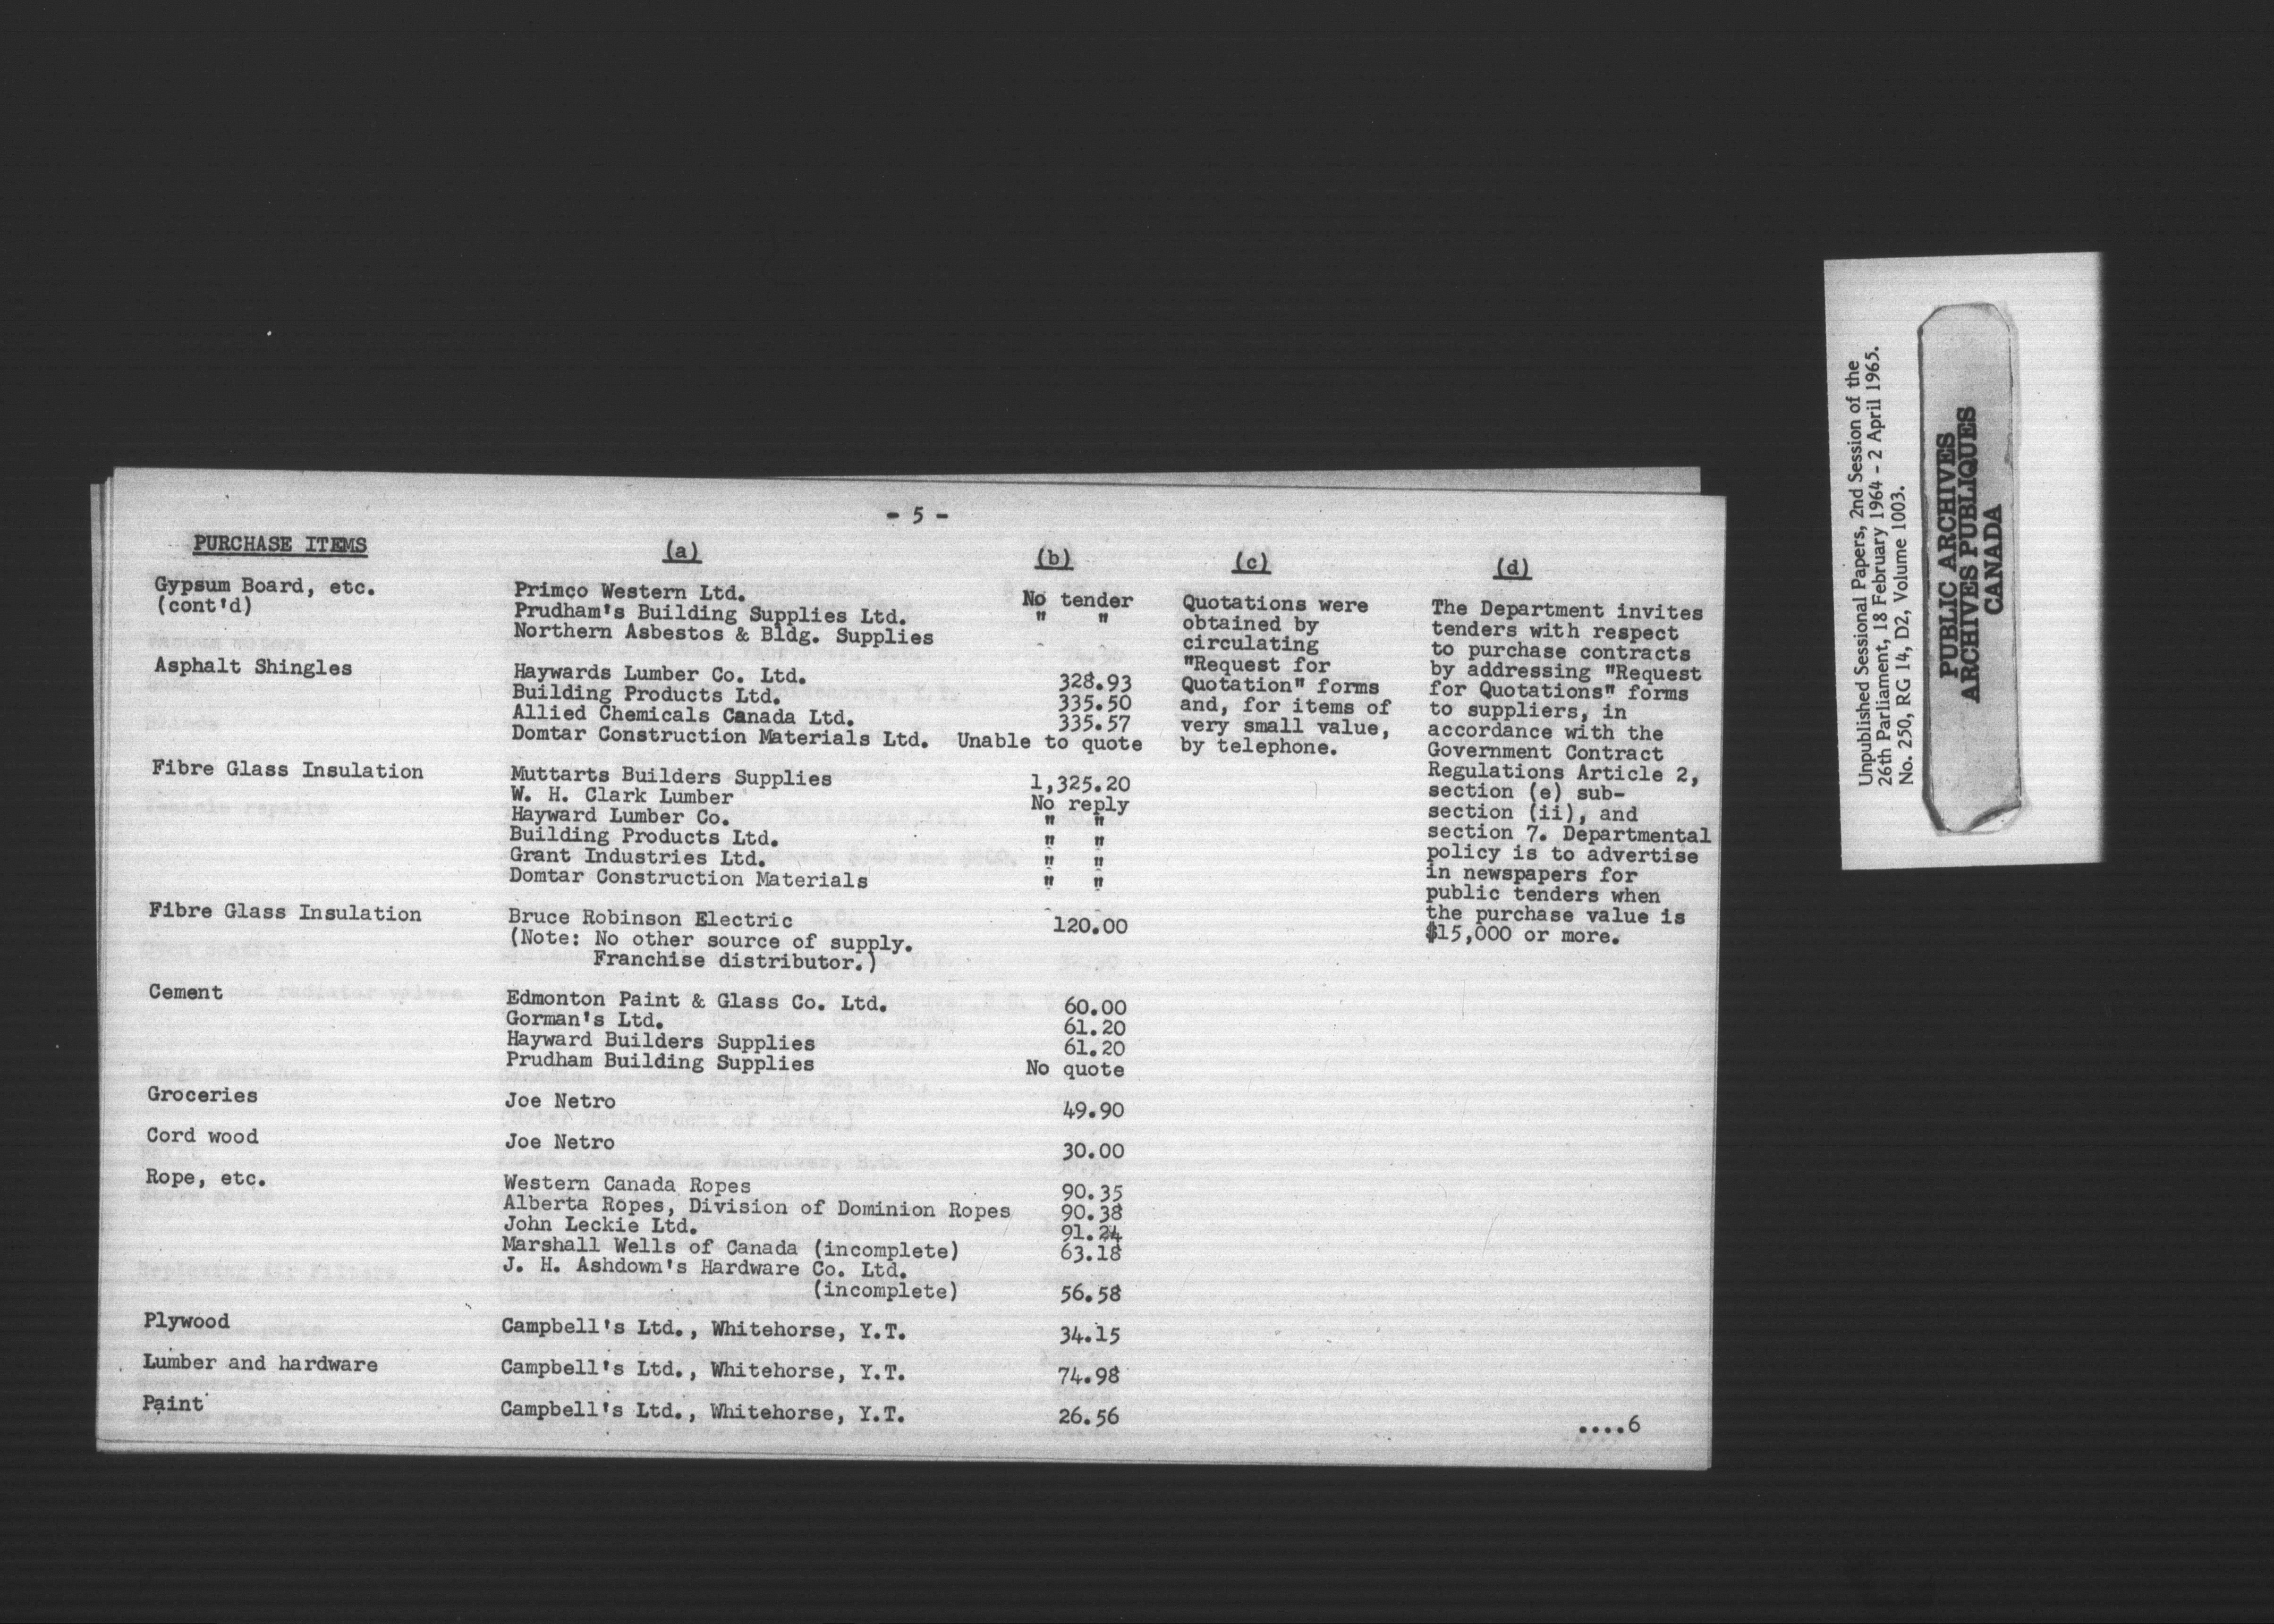 - 5 -
PURCHASE ITEMS (a) (b) (c) (d)
Gypsum Board, etc.
(cont'd)
Primco Western Ltd. No tender
Prudham's Building Supplies Ltd. " "
Northern Asbestos & Bldg. Supplies
Asphalt Shingles
Haywards Lumber Co. Ltd. 328.93
Building Products Ltd. 335.50
Allied Chemicals Canada Ltd. 335.57
Domtar Construction Materials Ltd. Unable to quote
Fibre Glass Insulation
Muttarts Builders Supplies 1,325.20
W. H. Clark Lumber No reply
Hayward Lumber Co. " "
Building Products Ltd. " "
Grant Industries Ltd. " "
Domtar Construction Materials " "
Fibre Glass Insulation
Bruce Robinson Electric 120.00
(Note: No other source of supply.
Franchise distributor.)
Cement
Edmonton Paint & Glass Co. Ltd. 60.00
Gorman's Ltd. 61.20
Hayward Builders Supplies 61.20
Prudham Building Supplies No quote
Groceries Joe Netro 49.90
Cord wood Joe Netro 30.00
Rope, etc.
Western Canada Ropes 90.35
Alberta Ropes, Division of Dominion Ropes 90.38
John Leckie Ltd. 91.24
Marshall Wells of Canada (incomplete) 63.18
J. H. Ashdown's Hardware Co. Ltd.
(incomplete) 56.58
Plywood Campbell's Ltd., Whitehorse, Y.T. 34.15
Lumber and hardware Campbell's Ltd., Whitehorse, Y.T. 74.98
Paint Campbell's Ltd., Whitehorse, Y.T. 26.56
Quotations were
obtained by
circulating
"Request for
Quotation" forms
and, for items of
very small value,
by telephone.
The Department invites
tenders with respect
to purchase contracts
by addressing "Request
for Quotations" forms
to suppliers, in
accordance with the
Government Contract
Regulations Article 2,
section (e) sub-
section (ii), and
section 7. Departmental
policy is to advertise
in newspapers for
public tenders when
the purchase value is
$15,000 or more.
....6
Unpublished Sessional Papers, 2nd Session of the
26th Parliament, 18 February 1964 - 2 April 1965.
No. 250, RG 14, D2, Volume 1003.
PUBLIC ARCHIVES
ARCHIVES PUBLIQUES
CANADA